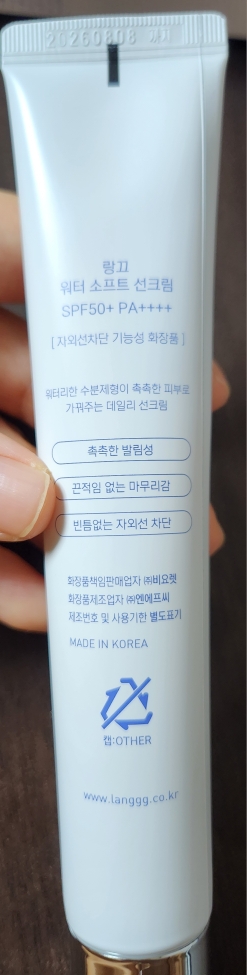 20260808 까지
랑끄
워터 소프트 선크림
SPF50+ PA++++
[ 자외선차단 기능성 화장품 ]
워터리한 수분제형이 촉촉한 피부로
가꿔주는 데일리 선크림
촉촉한 발림성
끈적임 없는 마무리감
빈틈없는 자외선 차단
화장품책임판매업자 ㈜비요렛
화장품제조업자 ㈜엔에프씨
제조번호 및 사용기한 별도표기
MADE IN KOREA
캡:OTHER
www.langgg.co.kr